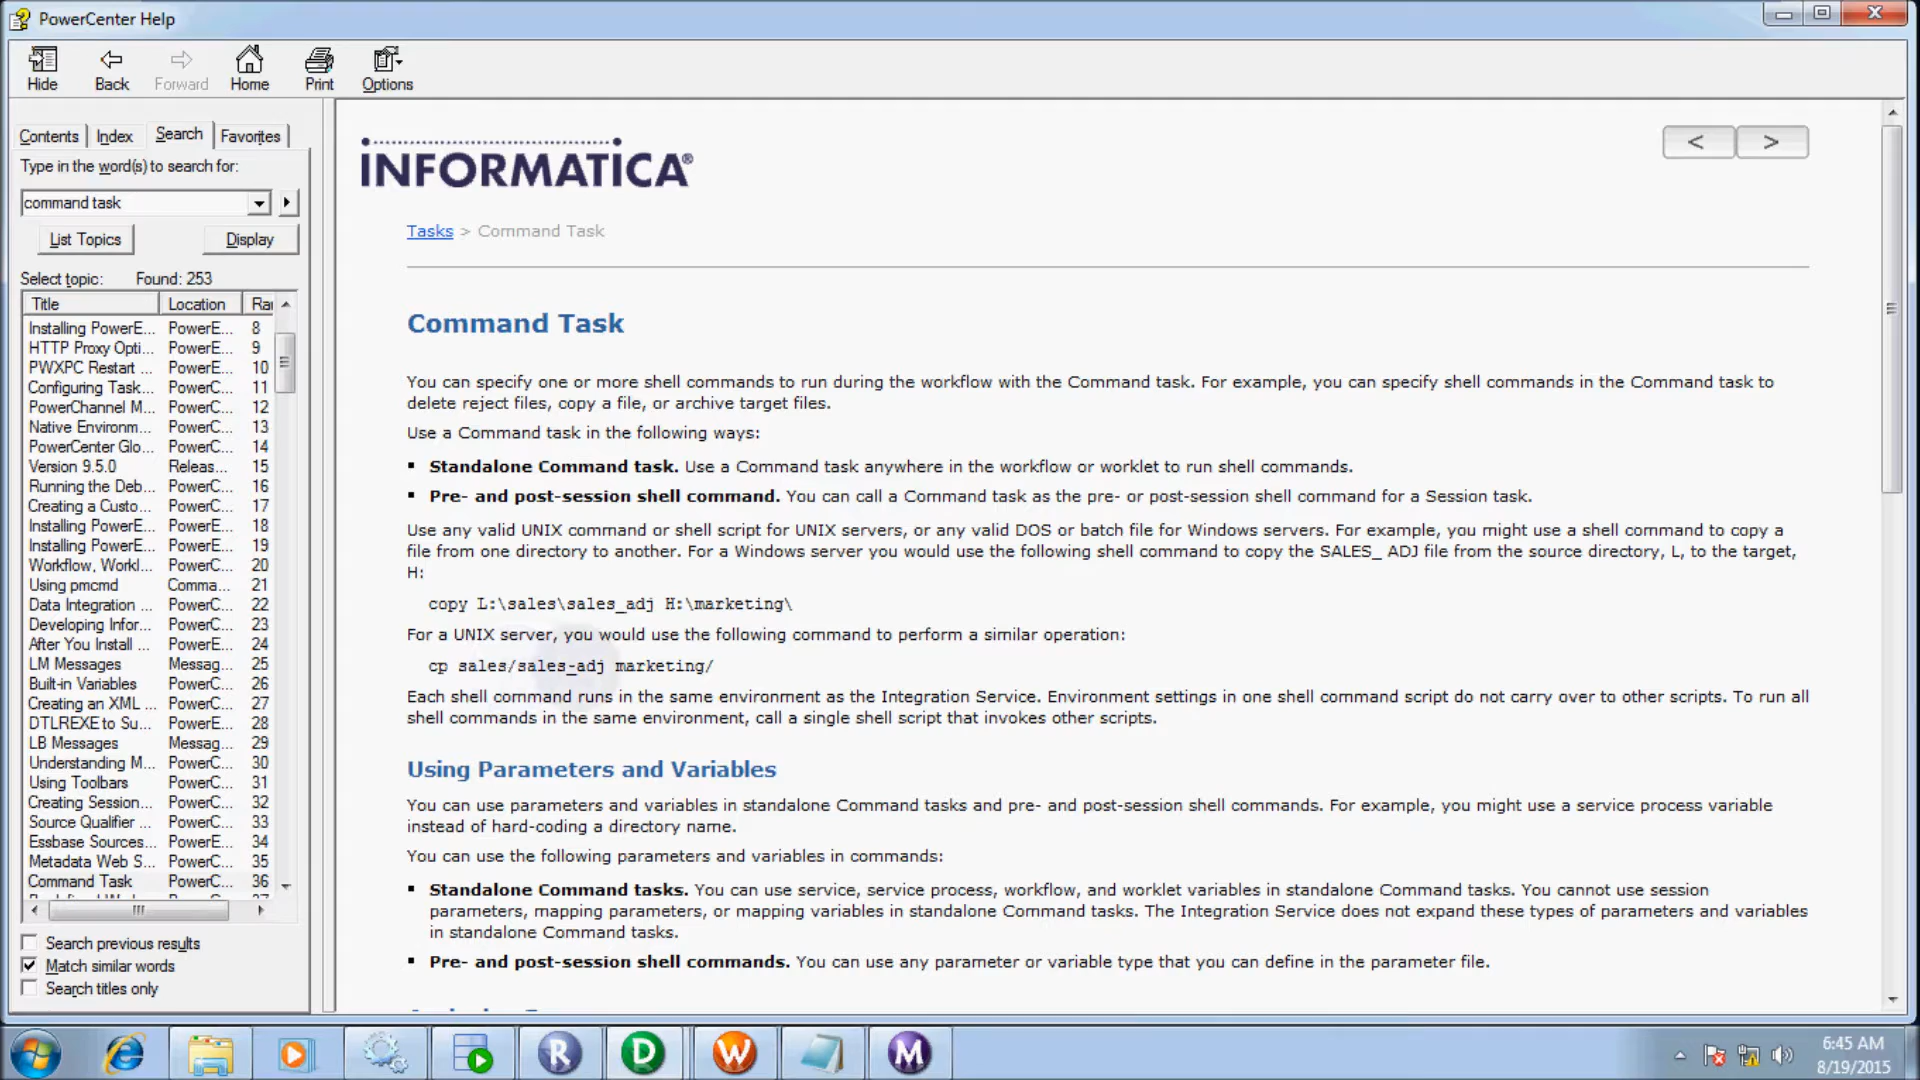 PowerCenter Help
Hide Back Forward Home Print Options
Contents Index Search Favorites
Type in the word(s) to search for:
command task
List Topics Display
Select topic: Found: 253
Title Location Rar
Installing PowerE... PowerE... 8
HTTP Proxy Opti... PowerE... 9
PWXPC Restart ... PowerE... 10
Configuring Task... PowerC... 11
PowerChannel M... PowerC... 12
Native Environm... PowerC... 13
PowerCenter Glo... PowerC... 14
Version 9.5.0 Releas... 15
Running the Deb... PowerC... 16
Creating a Custo... PowerC... 17
Installing PowerE... PowerE... 18
Installing PowerE... PowerE... 19
Workflow, Workl... PowerC... 20
Using pmcmd Comma... 21
Data Integration ... PowerC... 22
Developing Infor... PowerC... 23
After You Install ... PowerE... 24
LM Messages Messag... 25
Built-in Variables PowerC... 26
Creating an XML ... PowerC... 27
DTLREXE to Su... PowerE... 28
LB Messages Messag... 29
Understanding M... PowerC... 30
Using Toolbars PowerC... 31
Creating Session... PowerC... 32
Source Qualifier ... PowerC... 33
Essbase Sources... PowerE... 34
Metadata Web S... PowerC... 35
Command Task PowerC... 36
Search previous results
Match similar words
Search titles only
INFORMATICA®
< >
Tasks > Command Task
Command Task
You can specify one or more shell commands to run during the workflow with the Command task. For example, you can specify shell commands in the Command task to
delete reject files, copy a file, or archive target files.
Use a Command task in the following ways:
▪ Standalone Command task. Use a Command task anywhere in the workflow or worklet to run shell commands.
▪ Pre- and post-session shell command. You can call a Command task as the pre- or post-session shell command for a Session task.
Use any valid UNIX command or shell script for UNIX servers, or any valid DOS or batch file for Windows servers. For example, you might use a shell command to copy a
file from one directory to another. For a Windows server you would use the following shell command to copy the SALES_ ADJ file from the source directory, L, to the target,
H:
copy L:\sales\sales_adj H:\marketing\
For a UNIX server, you would use the following command to perform a similar operation:
cp sales/sales-adj marketing/
Each shell command runs in the same environment as the Integration Service. Environment settings in one shell command script do not carry over to other scripts. To run all
shell commands in the same environment, call a single shell script that invokes other scripts.
Using Parameters and Variables
You can use parameters and variables in standalone Command tasks and pre- and post-session shell commands. For example, you might use a service process variable
instead of hard-coding a directory name.
You can use the following parameters and variables in commands:
▪ Standalone Command tasks. You can use service, service process, workflow, and worklet variables in standalone Command tasks. You cannot use session
parameters, mapping parameters, or mapping variables in standalone Command tasks. The Integration Service does not expand these types of parameters and variables
in standalone Command tasks.
▪ Pre- and post-session shell commands. You can use any parameter or variable type that you can define in the parameter file.
R D W M
6:45 AM
8/19/2015